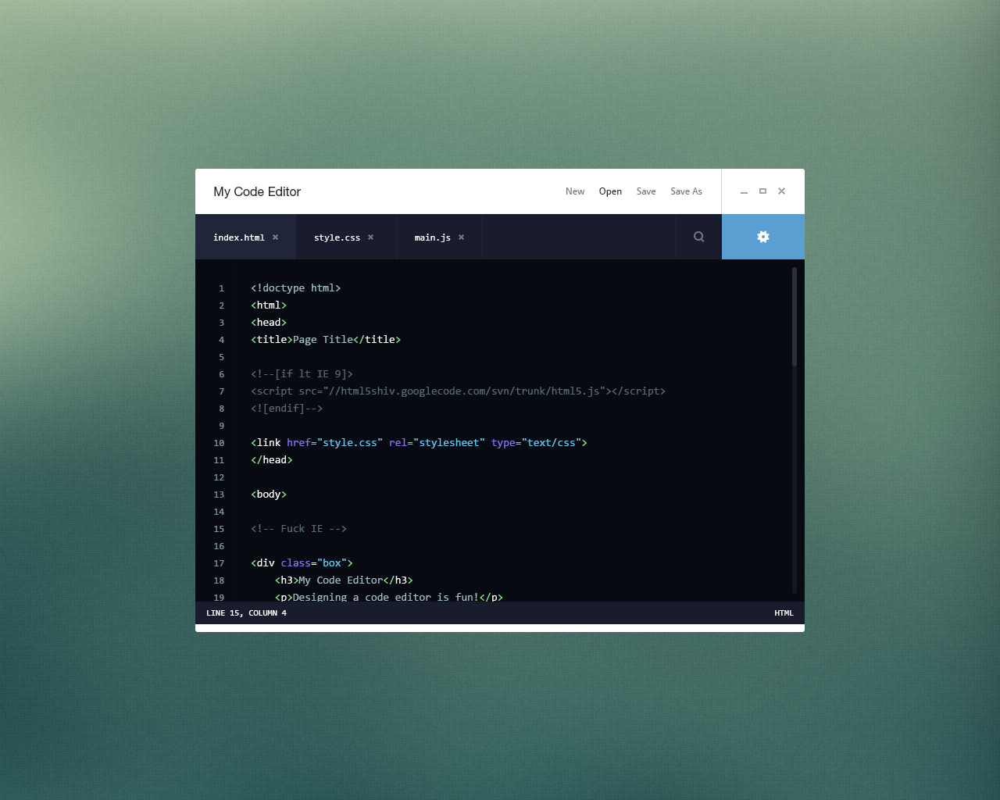 My Code Editor New Open Save Save As
index.html style.css main.js
1 <!doctype html>
2 <html>
3 <head>
4 <title>Page Title</title>
5
6 <!--[if lt IE 9]>
7 <script src="//html5shiv.googlecode.com/svn/trunk/html5.js"></script>
8 <![endif]-->
9
10 <link href="style.css" rel="stylesheet" type="text/css">
11 </head>
12
13 <body>
14
15 <!-- Fuck IE -->
16
17 <div class="box">
18     <h3>My Code Editor</h3>
19     <p>Designing a code editor is fun!</p>
LINE 15, COLUMN 4 HTML